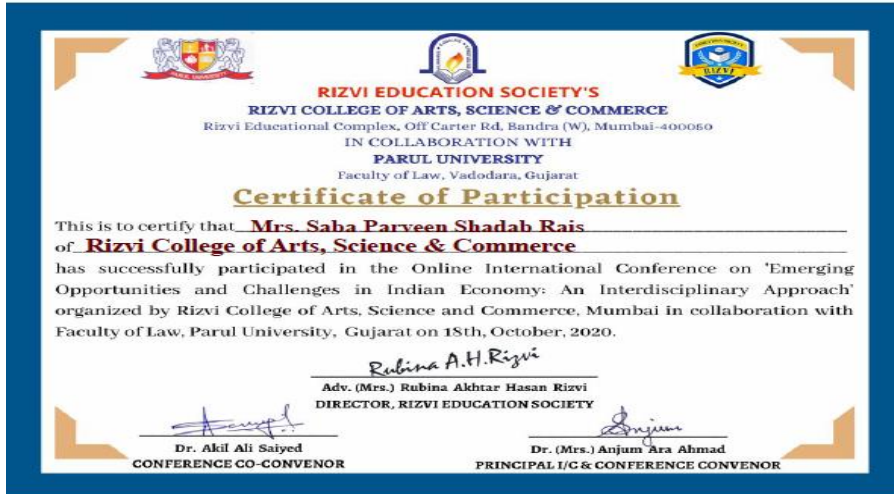 PARUL UNIVERSITY
RIZVI
RIZVI EDUCATION SOCIETY'S
RIZVI COLLEGE OF ARTS, SCIENCE & COMMERCE
Rizvi Educational Complex, Off Carter Rd, Bandra (W), Mumbai-400050
IN COLLABORATION WITH
PARUL UNIVERSITY
Faculty of Law, Vadodara, Gujarat
Certificate of Participation
This is to certify that Mrs. Saba Parveen Shadab Rais
of Rizvi College of Arts, Science & Commerce
has successfully participated in the Online International Conference on 'Emerging
Opportunities and Challenges in Indian Economy: An Interdisciplinary Approach'
organized by Rizvi College of Arts, Science and Commerce, Mumbai in collaboration with
Faculty of Law, Parul University, Gujarat on 18th, October, 2020.
Rubina A.H.Rizvi
Adv. (Mrs.) Rubina Akhtar Hasan Rizvi
DIRECTOR, RIZVI EDUCATION SOCIETY
Anjum
Dr. Akil Ali Saiyed
CONFERENCE CO-CONVENOR
Dr. (Mrs.) Anjum Ara Ahmad
PRINCIPAL I/C & CONFERENCE CONVENOR